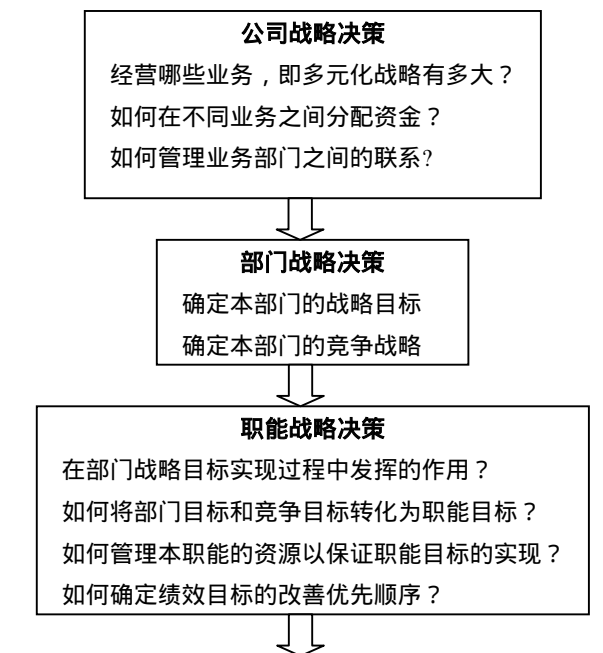 公司战略决策
经营哪些业务，即多元化战略有多大？
如何在不同业务之间分配资金？
如何管理业务部门之间的联系?
部门战略决策
确定本部门的战略目标
确定本部门的竞争战略
职能战略决策
在部门战略目标实现过程中发挥的作用？
如何将部门目标和竞争目标转化为职能目标？
如何管理本职能的资源以保证职能目标的实现？
如何确定绩效目标的改善优先顺序？